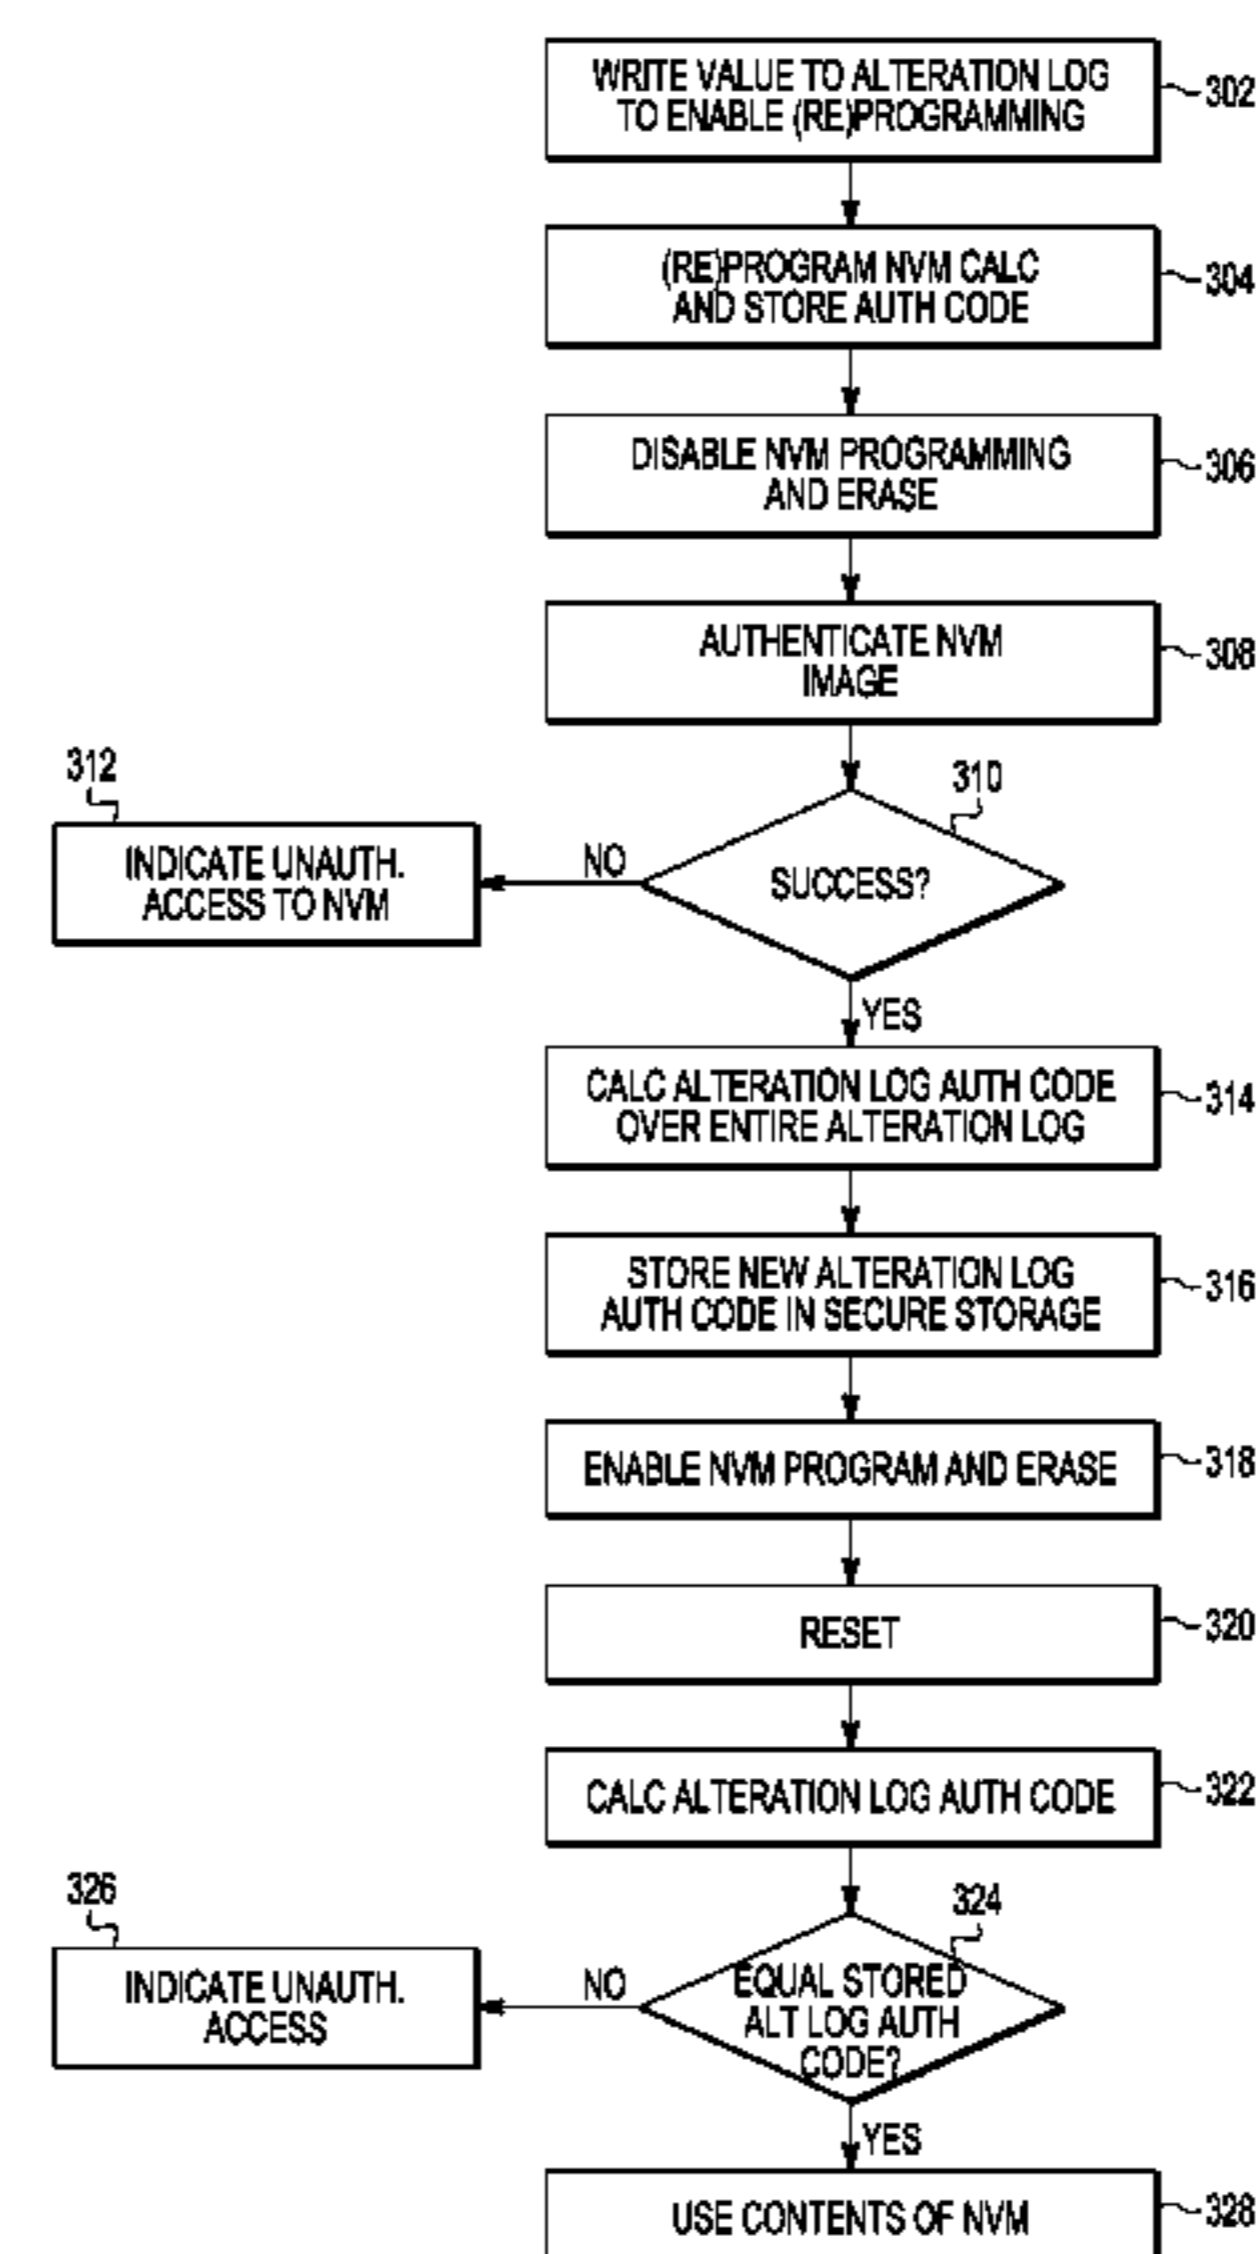 WRITE VALUE TO ALTERATION LOG
TO ENABLE (RE)PROGRAMMING
302
(RE)PROGRAM NVM CALC
AND STORE AUTH CODE
304
DISABLE NVM PROGRAMMING
AND ERASE
306
AUTHENTICATE NVM
IMAGE
308
310
SUCCESS?
NO
312
INDICATE UNAUTH.
ACCESS TO NVM
YES
CALC ALTERATION LOG AUTH CODE
OVER ENTIRE ALTERATION LOG
314
STORE NEW ALTERATION LOG
AUTH CODE IN SECURE STORAGE
316
ENABLE NVM PROGRAM AND ERASE
318
RESET
320
CALC ALTERATION LOG AUTH CODE
322
324
EQUAL STORED
ALT LOG AUTH
CODE?
NO
326
INDICATE UNAUTH.
ACCESS
YES
USE CONTENTS OF NVM
328